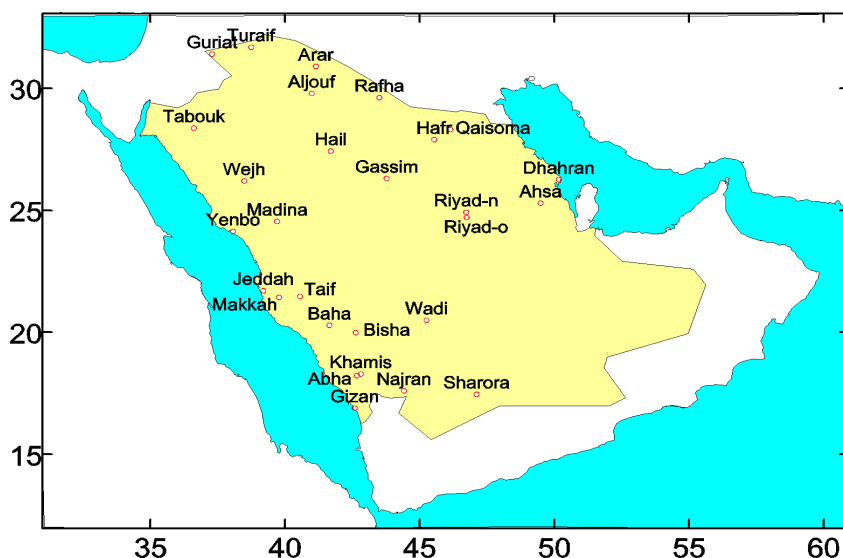 Turaif
Guriat
Arar
Aljouf
Rafha
30
Tabouk
Hafr Qaisoma
Hail
Gassim
Dhahran
Wejh
Ahsa
Riyad-n
Madina
25
Yenbo
Riyad-o
Jeddah
Taif
Makkah
Wadi
Baha
20
Bisha
Khamis
Abha
Najran
Sharora
Gizan
15
35 40 45 50 55 60